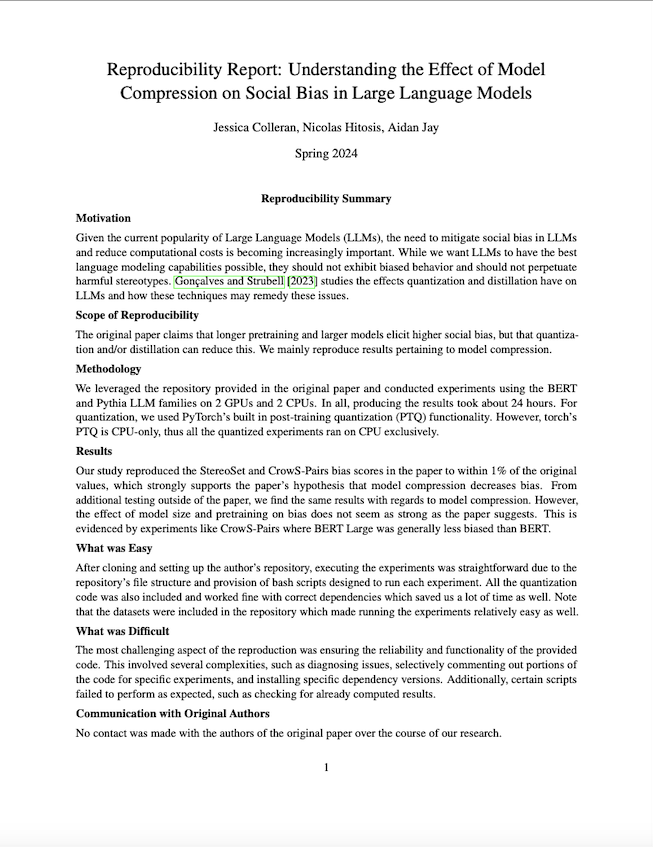 Reproducibility Report: Understanding the Effect of Model
Compression on Social Bias in Large Language Models
Jessica Colleran, Nicolas Hitosis, Aidan Jay
Spring 2024
Reproducibility Summary
Motivation
Given the current popularity of Large Language Models (LLMs), the need to mitigate social bias in LLMs
and reduce computational costs is becoming increasingly important. While we want LLMs to have the best
language modeling capabilities possible, they should not exhibit biased behavior and should not perpetuate
harmful stereotypes. Gonçalves and Strubell [2023] studies the effects quantization and distillation have on
LLMs and how these techniques may remedy these issues.
Scope of Reproducibility
The original paper claims that longer pretraining and larger models elicit higher social bias, but that quantiza-
tion and/or distillation can reduce this. We mainly reproduce results pertaining to model compression.
Methodology
We leveraged the repository provided in the original paper and conducted experiments using the BERT
and Pythia LLM families on 2 GPUs and 2 CPUs. In all, producing the results took about 24 hours. For
quantization, we used PyTorch's built in post-training quantization (PTQ) functionality. However, torch's
PTQ is CPU-only, thus all the quantized experiments ran on CPU exclusively.
Results
Our study reproduced the StereoSet and CrowS-Pairs bias scores in the paper to within 1% of the original
values, which strongly supports the paper's hypothesis that model compression decreases bias. From
additional testing outside of the paper, we find the same results with regards to model compression. However,
the effect of model size and pretraining on bias does not seem as strong as the paper suggests. This is
evidenced by experiments like CrowS-Pairs where BERT Large was generally less biased than BERT.
What was Easy
After cloning and setting up the author's repository, executing the experiments was straightforward due to the
repository's file structure and provision of bash scripts designed to run each experiment. All the quantization
code was also included and worked fine with correct dependencies which saved us a lot of time as well. Note
that the datasets were included in the repository which made running the experiments relatively easy as well.
What was Difficult
The most challenging aspect of the reproduction was ensuring the reliability and functionality of the provided
code. This involved several complexities, such as diagnosing issues, selectively commenting out portions of
the code for specific experiments, and installing specific dependency versions. Additionally, certain scripts
failed to perform as expected, such as checking for already computed results.
Communication with Original Authors
No contact was made with the authors of the original paper over the course of our research.
1